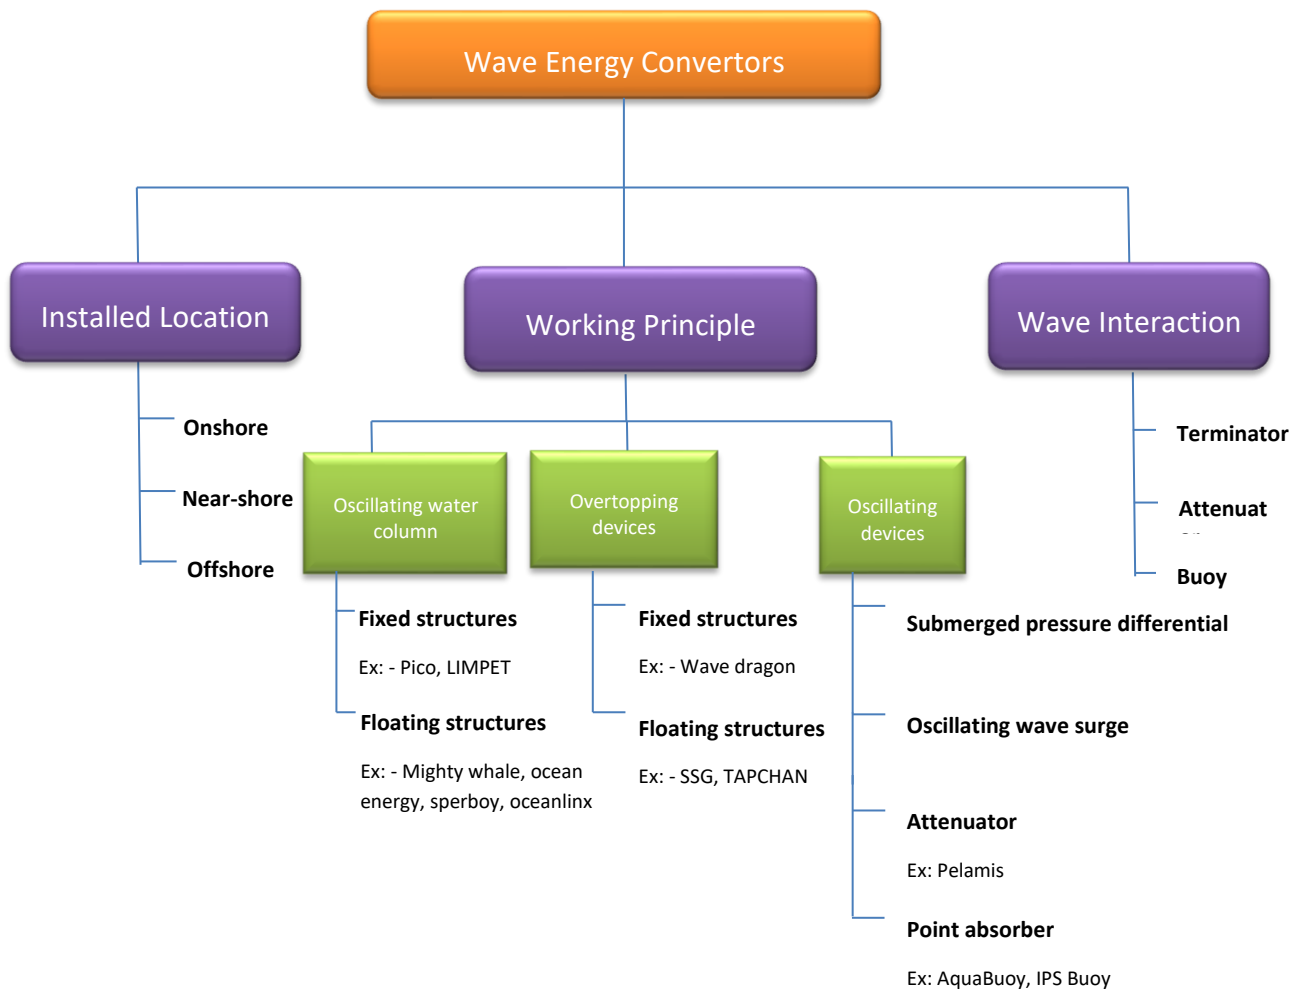 Wave Energy Convertors
Installed Location
Working Principle
Wave Interaction
Onshore
Near-shore
Offshore
Oscillating water
column
Fixed structures
Ex: - Pico, LIMPET
Floating structures
Ex: - Mighty whale, ocean
energy, sperboy, oceanlinx
Overtopping
devices
Fixed structures
Ex: - Wave dragon
Floating structures
Ex: - SSG, TAPCHAN
Oscillating
devices
Submerged pressure differential
Oscillating wave surge
Attenuator
Ex: Pelamis
Point absorber
Ex: AquaBuoy, IPS Buoy
Terminator
Attenuat
Buoy